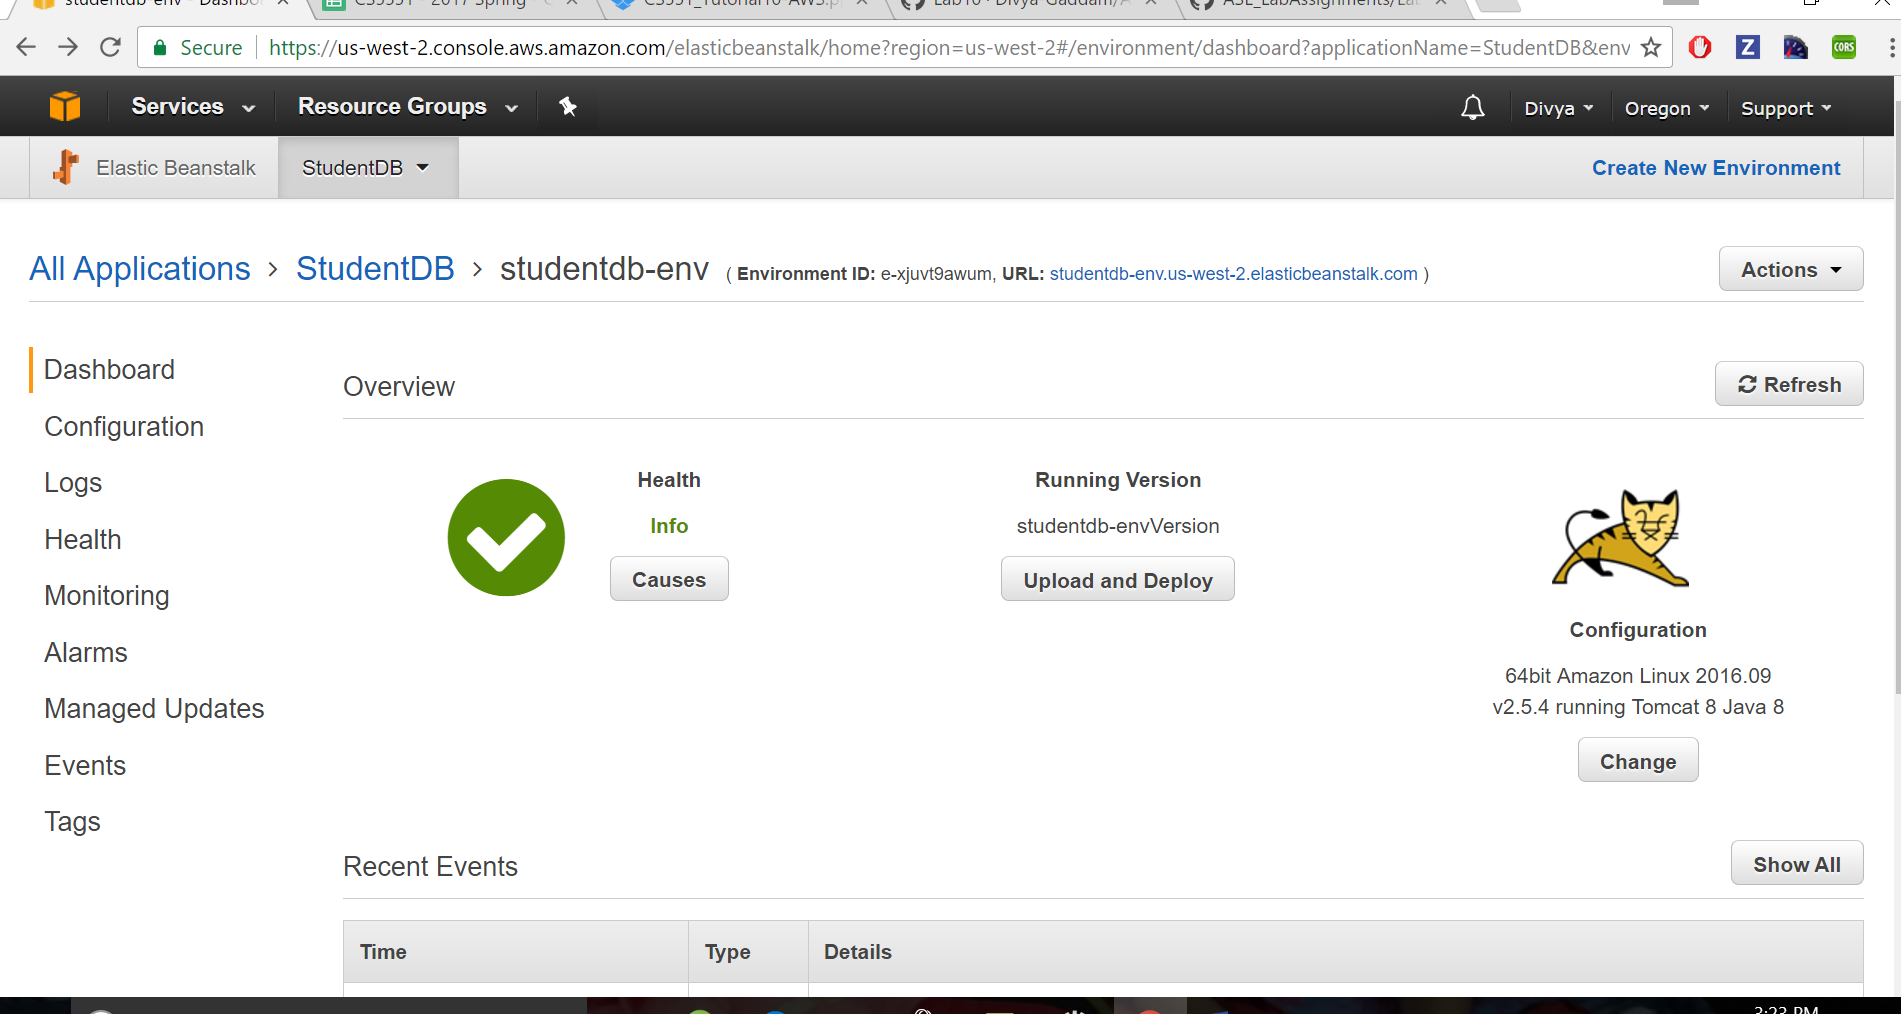 studentdb-env - Dashbo
CS5551 - 2017 Spring - G
CS551_Tutorial10-AWS.p
Lab10 · Divya-Gaddam/A
ASE_LabAssignments/La
Secure https://us-west-2.console.aws.amazon.com/elasticbeanstalk/home?region=us-west-2#/environment/dashboard?applicationName=StudentDB&env
Z
CORS
Services Resource Groups Divya Oregon Support
Elastic Beanstalk StudentDB Create New Environment
All Applications > StudentDB > studentdb-env ( Environment ID: e-xjuvt9awum, URL: studentdb-env.us-west-2.elasticbeanstalk.com ) Actions
Dashboard
Configuration
Logs
Health
Monitoring
Alarms
Managed Updates
Events
Tags
Overview Refresh
Health
Info
Causes
Running Version
studentdb-envVersion
Upload and Deploy
Configuration
64bit Amazon Linux 2016.09
v2.5.4 running Tomcat 8 Java 8
Change
Recent Events Show All
Time Type Details
3:23 PM